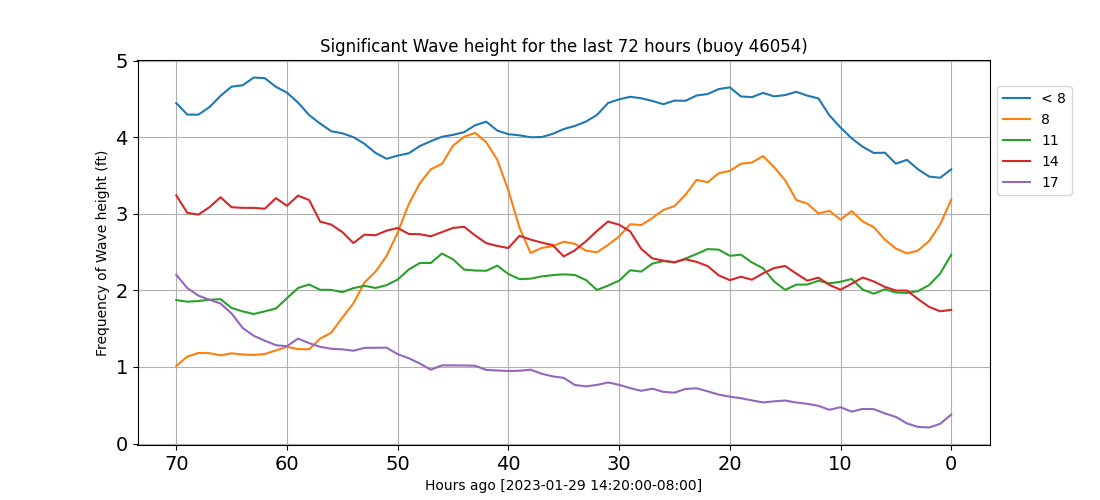 Significant Wave height for the last 72 hours (buoy 46054)
Frequency of Wave height (ft)
5
4
3
2
1
0
70 60 50 40 30 20 10 0
Hours ago [2023-01-29 14:20:00-08:00]
< 8
8
11
14
17